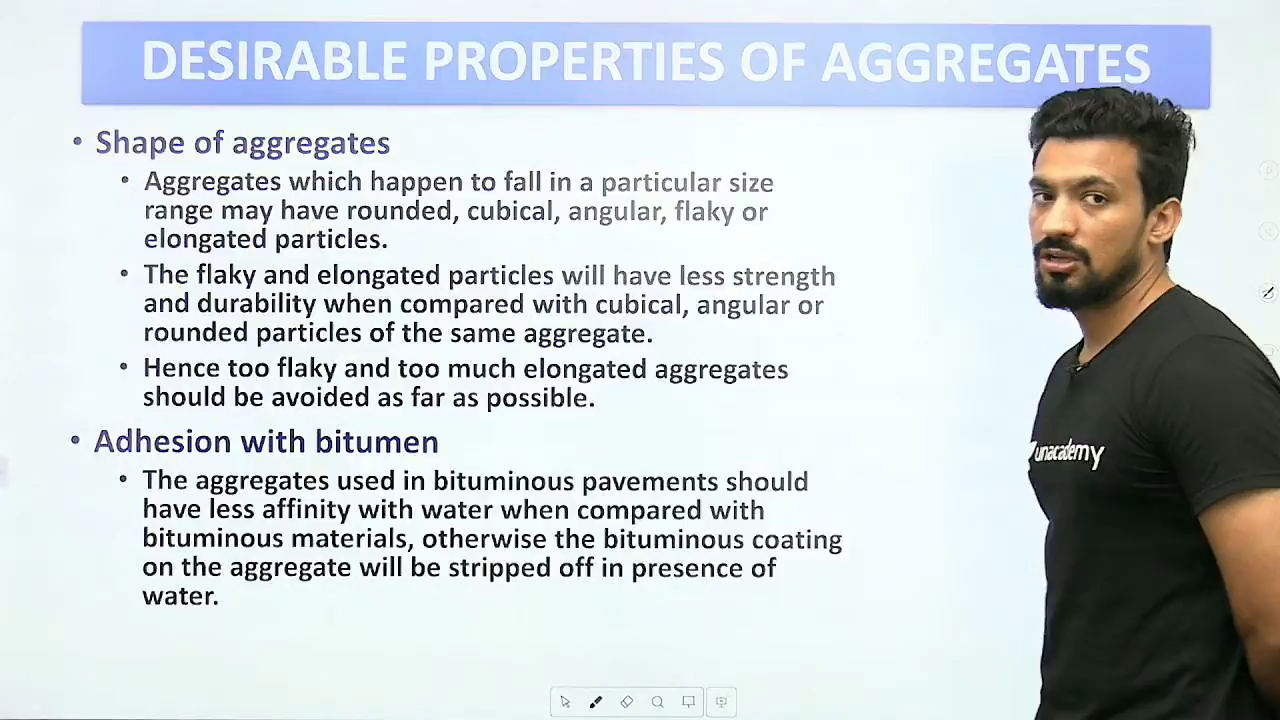 DESIRABLE PROPERTIES OF AGGREGATES
• Shape of aggregates
• Aggregates which happen to fall in a particular size
range may have rounded, cubical, angular, flaky or
elongated particles.
• The flaky and elongated particles will have less strength
and durability when compared with cubical, angular or
rounded particles of the same aggregate.
• Hence too flaky and too much elongated aggregates
should be avoided as far as possible.
• Adhesion with bitumen
• The aggregates used in bituminous pavements should
have less affinity with water when compared with
bituminous materials, otherwise the bituminous coating
on the aggregate will be stripped off in presence of
water.
unacademy